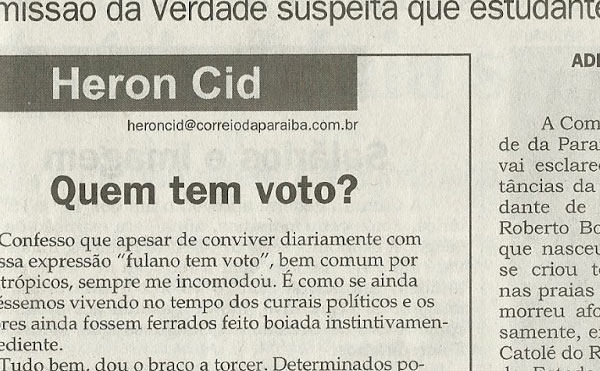 missão da Verdade suspeita que estudante
Heron Cid
heroncid@correiodaparaiba.com.br
Quem tem voto?
Confesso que apesar de conviver diariamente com
ssa expressão "fulano tem voto", bem comum por
trópicos, sempre me incomodou. É como se ainda
éssemos vivendo no tempo dos currais políticos e os
ores ainda fossem ferrados feito boiada instintivamen-
ediente.
Tudo bem, dou o braço a torcer. Determinados po-
ADE
A Com
de da Para
vai esclare
tâncias da
dante de
Roberto Bo
que nasceu
se criou t
nas praias
morreu afo
samente, e
Catolé do R